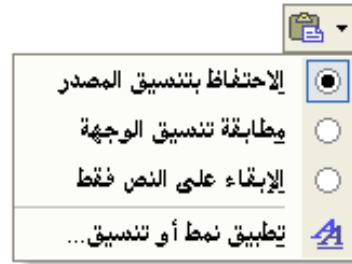 الاحتفاظ بتنسيق المصدر
مطابقة تنسيق الوجهة
الإبقاء على النص فقط
تطبيق نمط أو تنسيق...